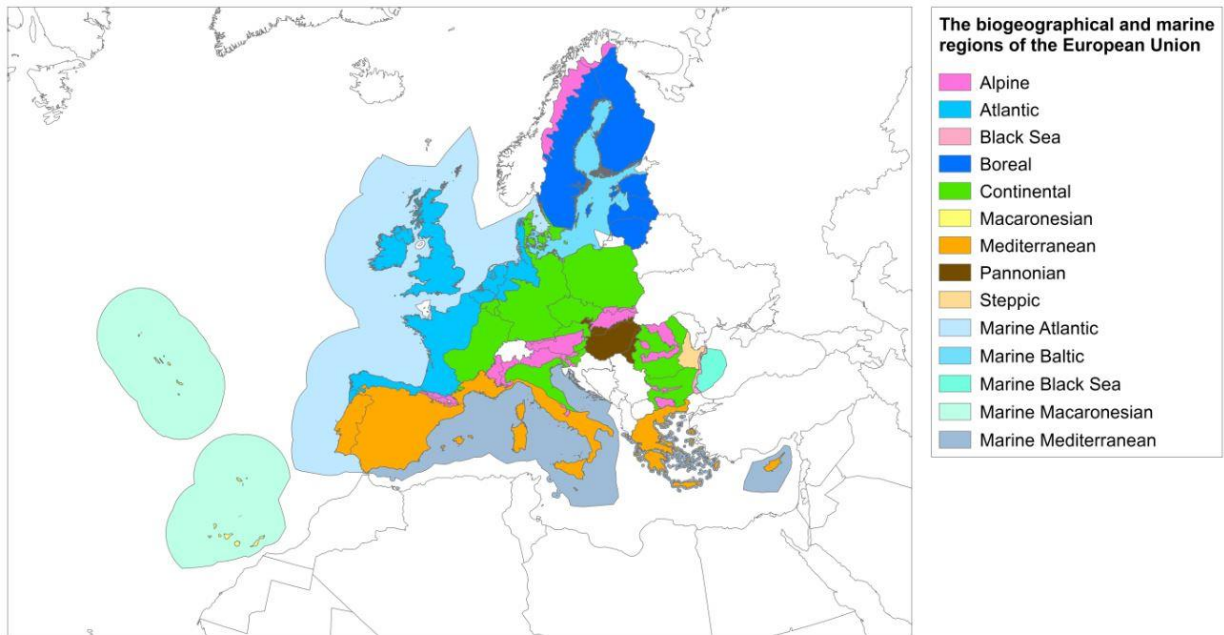 The biogeographical and marine
regions of the European Union
Alpine
Atlantic
Black Sea
Boreal
Continental
Macaronesian
Mediterranean
Pannonian
Steppic
Marine Atlantic
Marine Baltic
Marine Black Sea
Marine Macaronesian
Marine Mediterranean